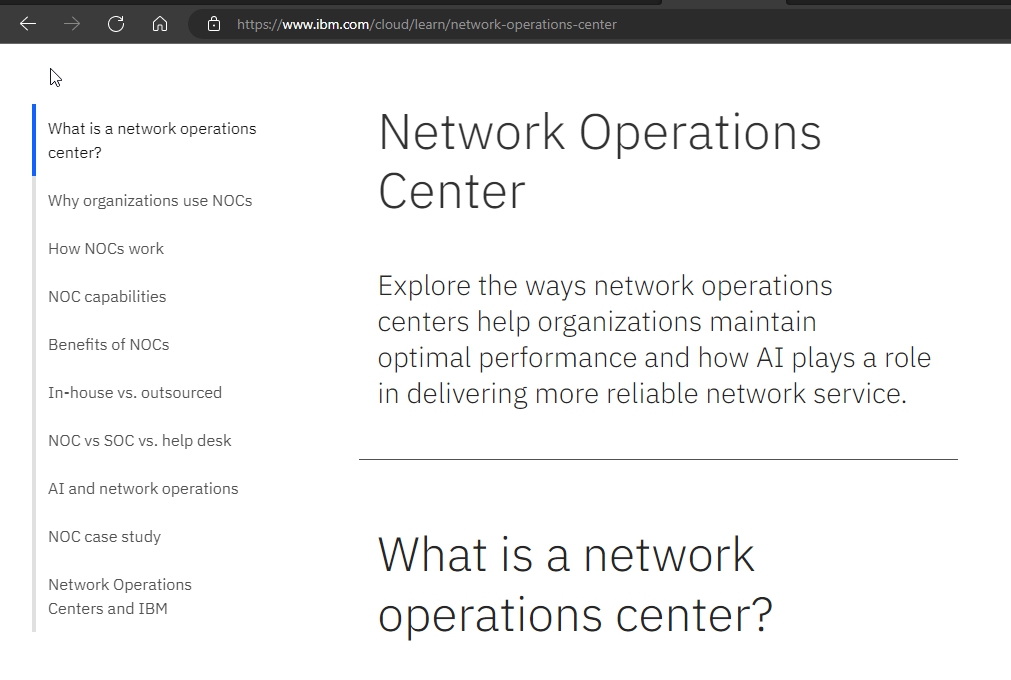 https://www.ibm.com/cloud/learn/network-operations-center
What is a network operations
center?
Why organizations use NOCs
How NOCs work
NOC capabilities
Benefits of NOCs
In-house vs. outsourced
NOC vs SOC vs. help desk
AI and network operations
NOC case study
Network Operations
Centers and IBM
Network Operations
Center
Explore the ways network operations
centers help organizations maintain
optimal performance and how AI plays a role
in delivering more reliable network service.
What is a network
operations center?